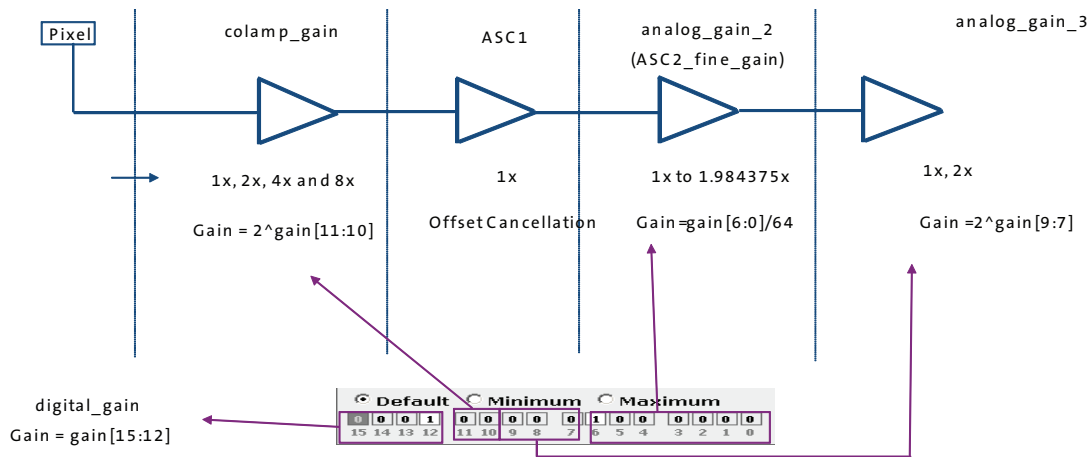 Pixel
colamp_gain
ASC1
analog_gain_2
(ASC2_fine_gain)
analog_gain_3
1x, 2x, 4x and 8x
1x
1x to 1.984375x
1x, 2x
Gain = 2^gain[11:10]
Offset Cancellation
Gain=gain[6:0]/64
Gain =2^gain[9:7]
digital_gain
Gain = gain[15:12]
Default Minimum Maximum
0 0 0 1 0 0 0 0 0 1 0 0 0 0 0 0
15 14 13 12 11 10 9 8 7 6 5 4 3 2 1 0